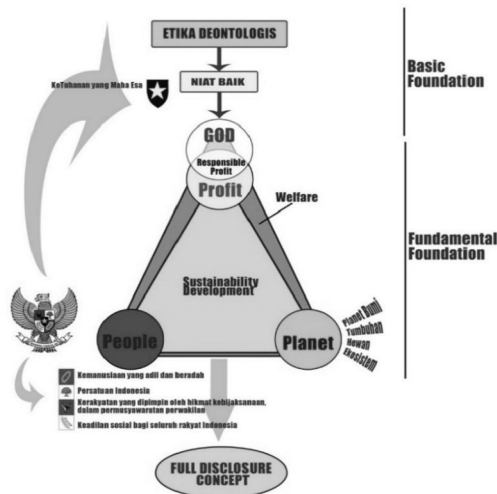 ETIKA DEONTOLOGIS
NIAT BAIK
KeTuhanan yang Maha Esa
GOD
Responsible
Profit
Profit
Welfare
Sustainability
Development
People
Planet
Planet Bumi
Tumbuhan
Hewan
Ekosistem
Basic
Foundation
Fundamental
Foundation
Kemanusiaan yang adil dan beradah
Persatuan Indonesia
Kerakyatan yang dipimpin oleh hikmat kebijaksanaan,
dalam permusyawaratan perwakilan
Keadilan sosial bagi seluruh rakyat Indonesia
FULL DISCLOSURE
CONCEPT